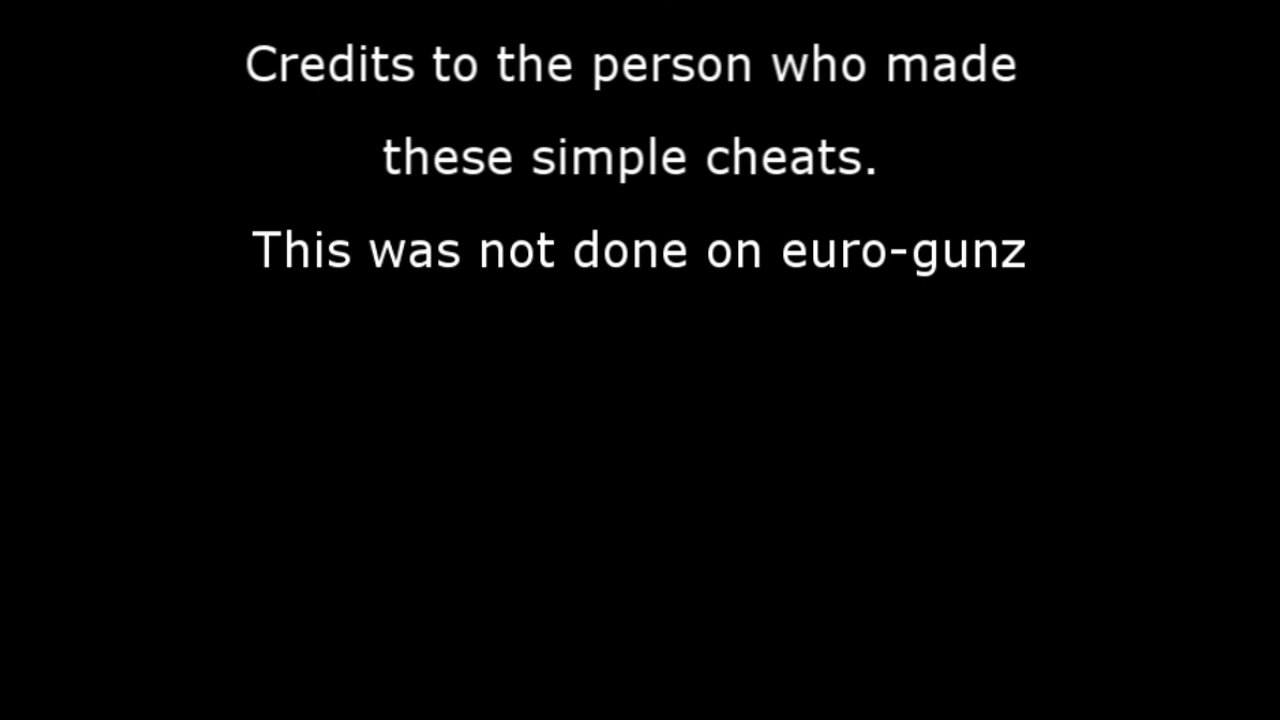 Credits to the person who made
these simple cheats.
This was not done on euro-gunz